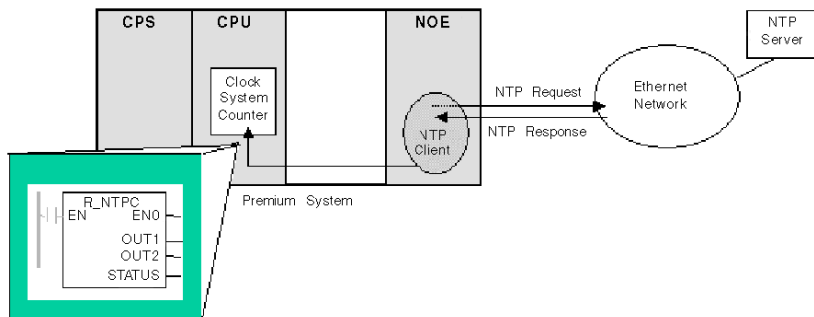 CPS
CPU
NOE
NTP
Server
Clock
System
Counter
NTP Request
NTP Response
Ethernet
Network
NTP
Client
Premium System
R_NTPC
EN
EN0
OUT1
OUT2
STATUS